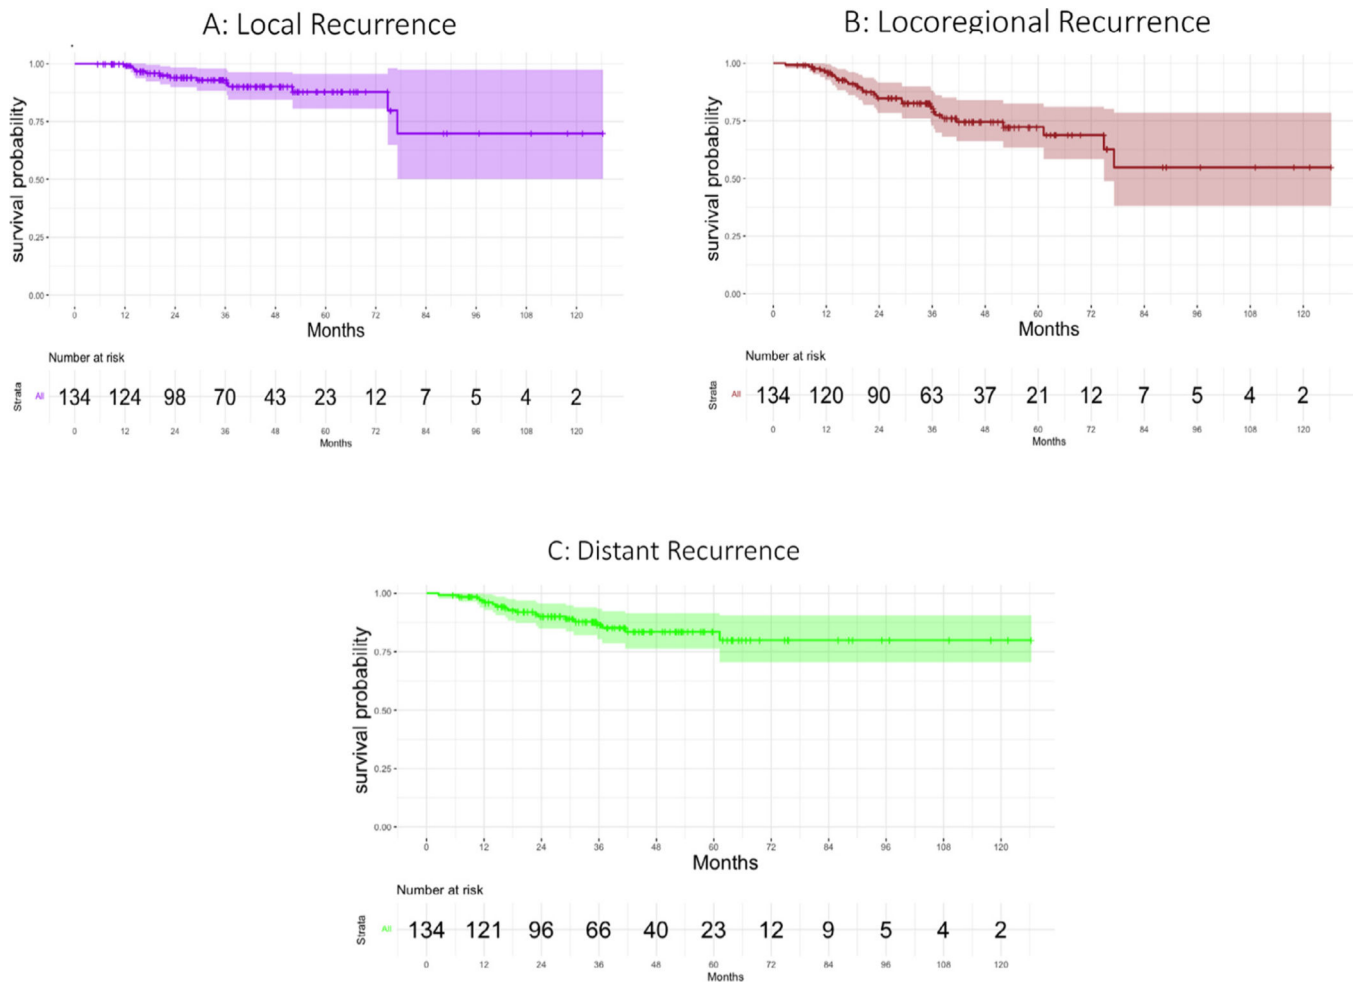 A: Local Recurrence
survival probability
1.00
0.75
0.50
0.25
0.00
0 12 24 36 48 60 72 84 96 108 120
Months
Number at risk
Strata
All 134 124 98 70 43 23 12 7 5 4 2
0 12 24 36 48 60 72 84 96 108 120
Months
B: Locoregional Recurrence
survival probability
1.00
0.75
0.50
0.25
0.00
0 12 24 36 48 60 72 84 96 108 120
Months
Number at risk
Strata
All 134 120 90 63 37 21 12 7 5 4 2
0 12 24 36 48 60 72 84 96 108 120
Months
C: Distant Recurrence
survival probability
1.00
0.75
0.50
0.25
0.00
0 12 24 36 48 60 72 84 96 108 120
Months
Number at risk
Strata
All 134 121 96 66 40 23 12 9 5 4 2
0 12 24 36 48 60 72 84 96 108 120
Months